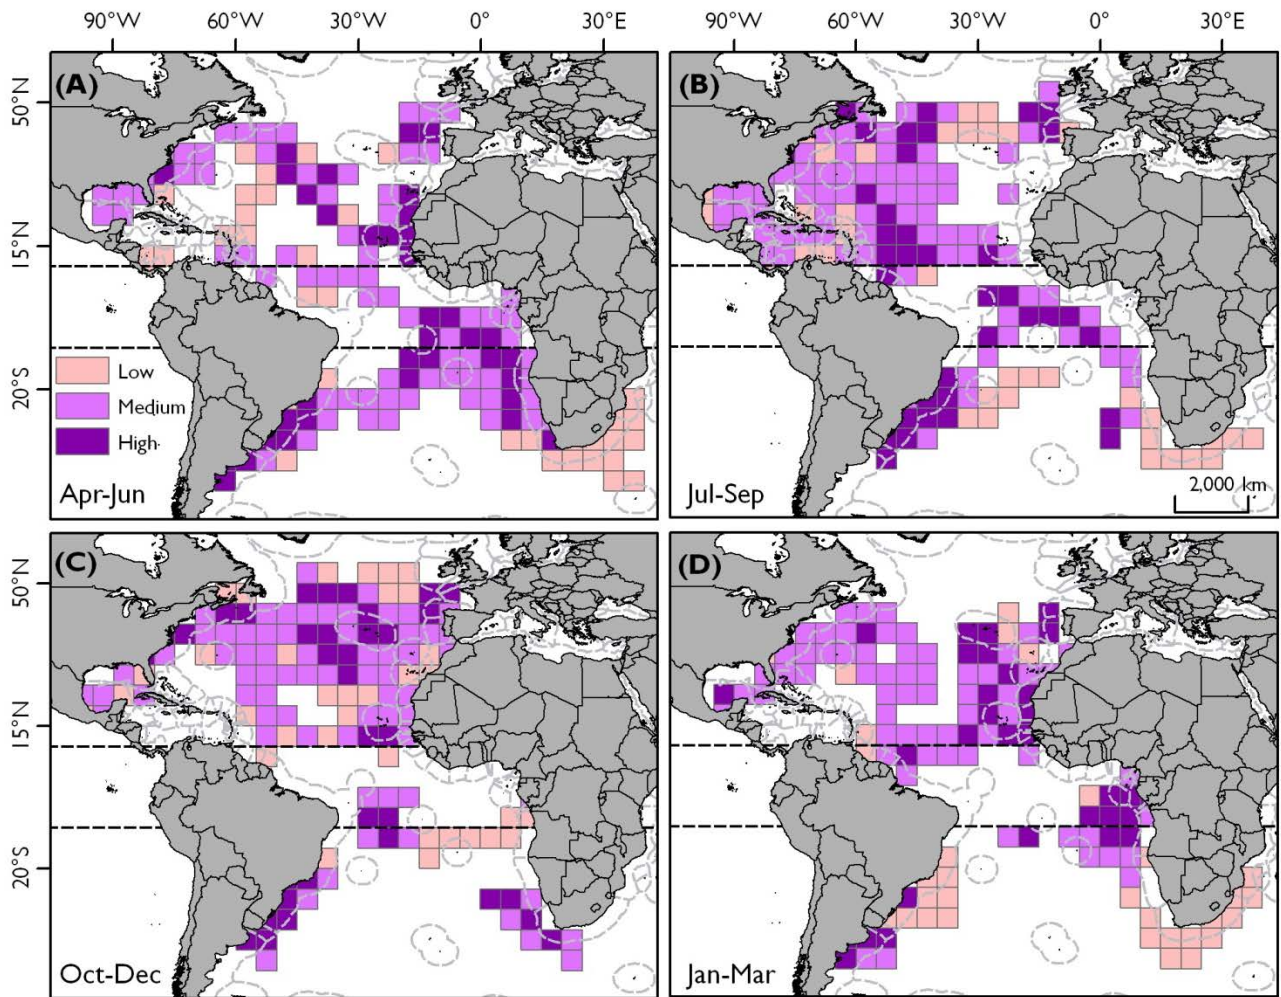 90°W 60°W 30°W 0° 30°E 90°W 60°W 30°W 0° 30°E
(A) (B)
50°N
15°N
20°S
Low
Medium
High
Apr-Jun Jul-Sep 2,000 km
(C) (D)
50°N
15°N
20°S
Oct-Dec Jan-Mar